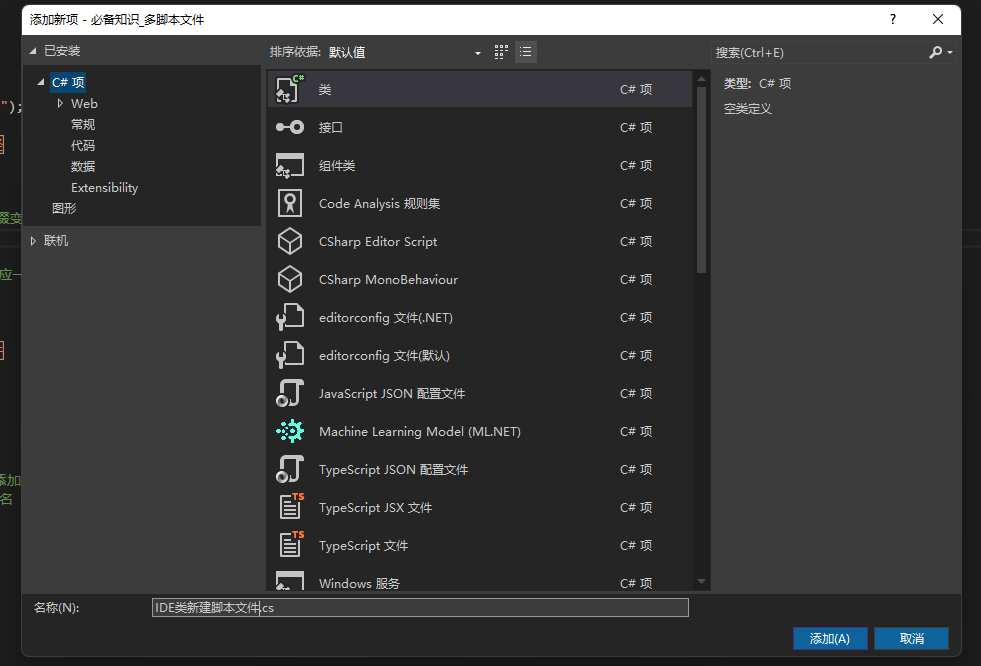 添加新项 - 必备知识_多脚本文件
?
已安装
排序依据: 默认值
搜索(Ctrl+E)
C# 项
Web
常规
代码
数据
Extensibility
图形
联机
类 C# 项
接口 C# 项
组件类 C# 项
Code Analysis 规则集 C# 项
CSharp Editor Script C# 项
CSharp MonoBehaviour C# 项
editorconfig 文件(.NET) C# 项
editorconfig 文件(默认) C# 项
JavaScript JSON 配置文件 C# 项
Machine Learning Model (ML.NET) C# 项
TypeScript JSON 配置文件 C# 项
TypeScript JSX 文件 C# 项
TypeScript 文件 C# 项
Windows 服务 C# 项
类型: C# 项
空类定义
");
变
应一
添加
名
名称(N): IDE类新建脚本文件.cs
添加(A) 取消